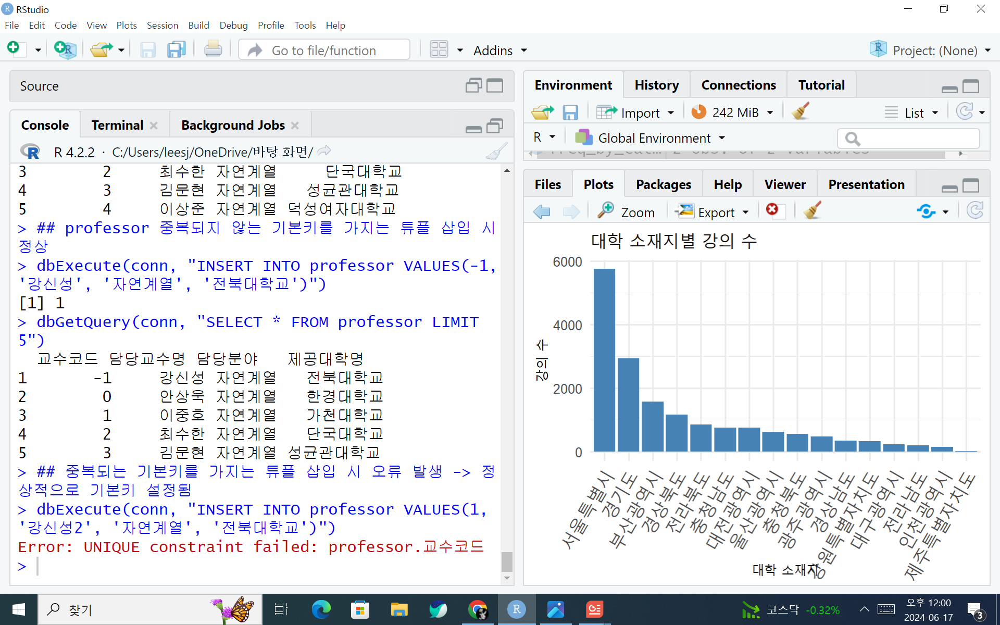 RStudio
File Edit Code View Plots Session Build Debug Profile Tools Help
Go to file/function
Addins
Project: (None)
Source
Console Terminal Background Jobs
R 4.2.2 · C:/Users/leesj/OneDrive/바탕 화면/
3 2 최수한 자연계열 단국대학교
4 3 김문현 자연계열 성균관대학교
5 4 이상준 자연계열 덕성여자대학교
> ## professor 중복되지 않는 기본키를 가지는 튜플 삽입 시
정상
> dbExecute(conn, "INSERT INTO professor VALUES(-1,
'강신성', '자연계열', '전북대학교')")
[1] 1
> dbGetQuery(conn, "SELECT * FROM professor LIMIT
5")
교수코드 담당교수명 담당분야 제공대학명
1 -1 강신성 자연계열 전북대학교
2 0 안상욱 자연계열 한경대학교
3 1 이중호 자연계열 가천대학교
4 2 최수한 자연계열 단국대학교
5 3 김문현 자연계열 성균관대학교
> ## 중복되는 기본키를 가지는 튜플 삽입 시 오류 발생 -> 정
상적으로 기본키 설정됨
> dbExecute(conn, "INSERT INTO professor VALUES(1,
'강신성2', '자연계열', '전북대학교')")
Error: UNIQUE constraint failed: professor.교수코드
>
Environment History Connections Tutorial
Import 242 MiB List
R Global Environment
Files Plots Packages Help Viewer Presentation
Zoom Export
대학 소재지별 강의 수
6000
4000
2000
0
강의 수
서울특별시
경기도
부산광역시
경상북도
전라북도
충청남도
대전광역시
울산광역시
충청북도
광주광역시
경상남도
강원특별자치도
대구광역시
전라남도
인천광역시
제주특별자치도
대학 소재지
찾기
코스닥 -0.32%
오후 12:00
2024-06-17
3